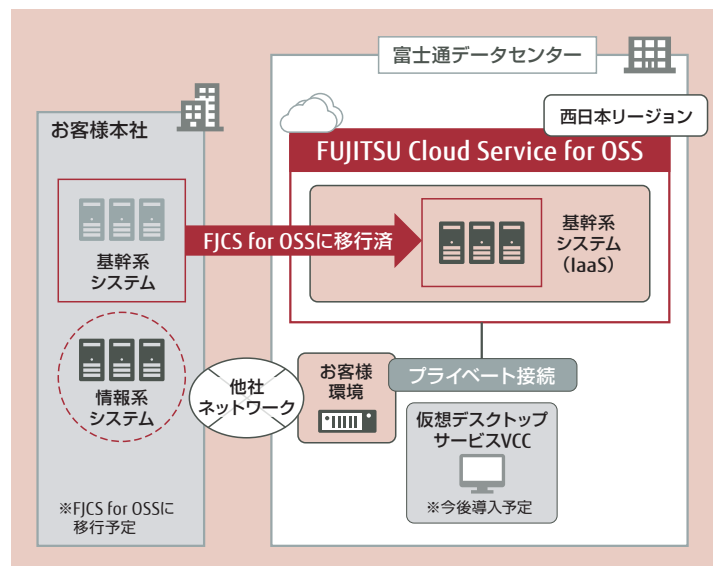 富士通データセンター
西日本リージョン
お客様本社
FUJITSU Cloud Service for OSS
基幹系
システム
FJCS for OSSに移行済
基幹系
システム
（IaaS）
情報系
システム
他社
ネットワーク
お客様
環境
プライベート接続
仮想デスクトップ
サービスVCC
※今後導入予定
※FJCS for OSSに
移行予定